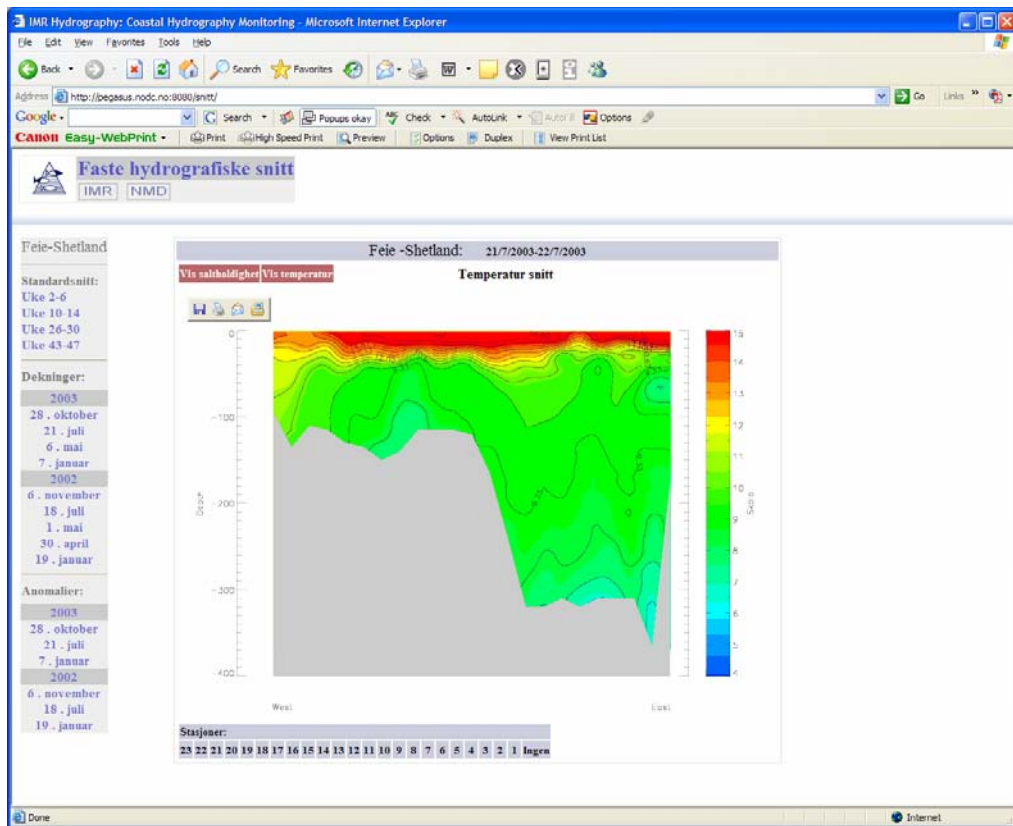 IMR Hydrography: Coastal Hydrography Monitoring - Microsoft Internet Explorer
File Edit View Favorites Tools Help
Back Search Favorites
Address http://pegasus.nodc.no:8080/snitt/ Go Links »
Google Search Popups okay Check AutoLink AutoFill Options
Canon Easy-WebPrint Print High Speed Print Preview Options Duplex View Print List
Faste hydrografiske snitt
IMR NMD
Feie-Shetland
Standardsnitt:
Uke 2-6
Uke 10-14
Uke 26-30
Uke 43-47
Dekninger:
2003
28 . oktober
21 . juli
6 . mai
7 . januar
2002
6 . november
18 . juli
1 . mai
30 . april
19 . januar
Anomalier:
2003
28 . oktober
21 . juli
7 . januar
2002
6 . november
18 . juli
19 . januar
Feie -Shetland: 21/7/2003-22/7/2003
Vis saltholdighet Vis temperatur Temperatur snitt
0
-100
-200
-300
-400
West East
15
14
13
12
11
10
9
8
7
6
5
4
Stasjoner:
23 22 21 20 19 18 17 16 15 14 13 12 11 10 9 8 7 6 5 4 3 2 1 Ingen
Done Internet